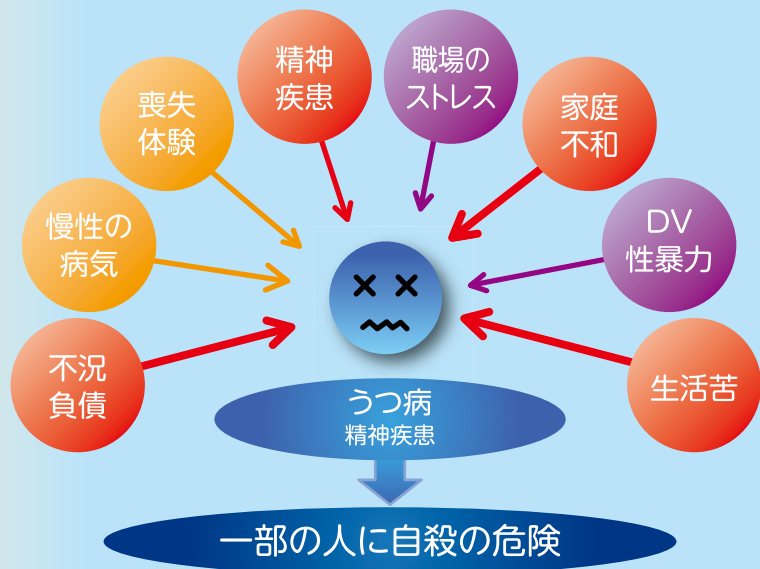 精神
疾患
職場の
ストレス
喪失
体験
家庭
不和
慢性の
病気
DV
性暴力
不況
負債
生活苦
うつ病
精神疾患
一部の人に自殺の危険